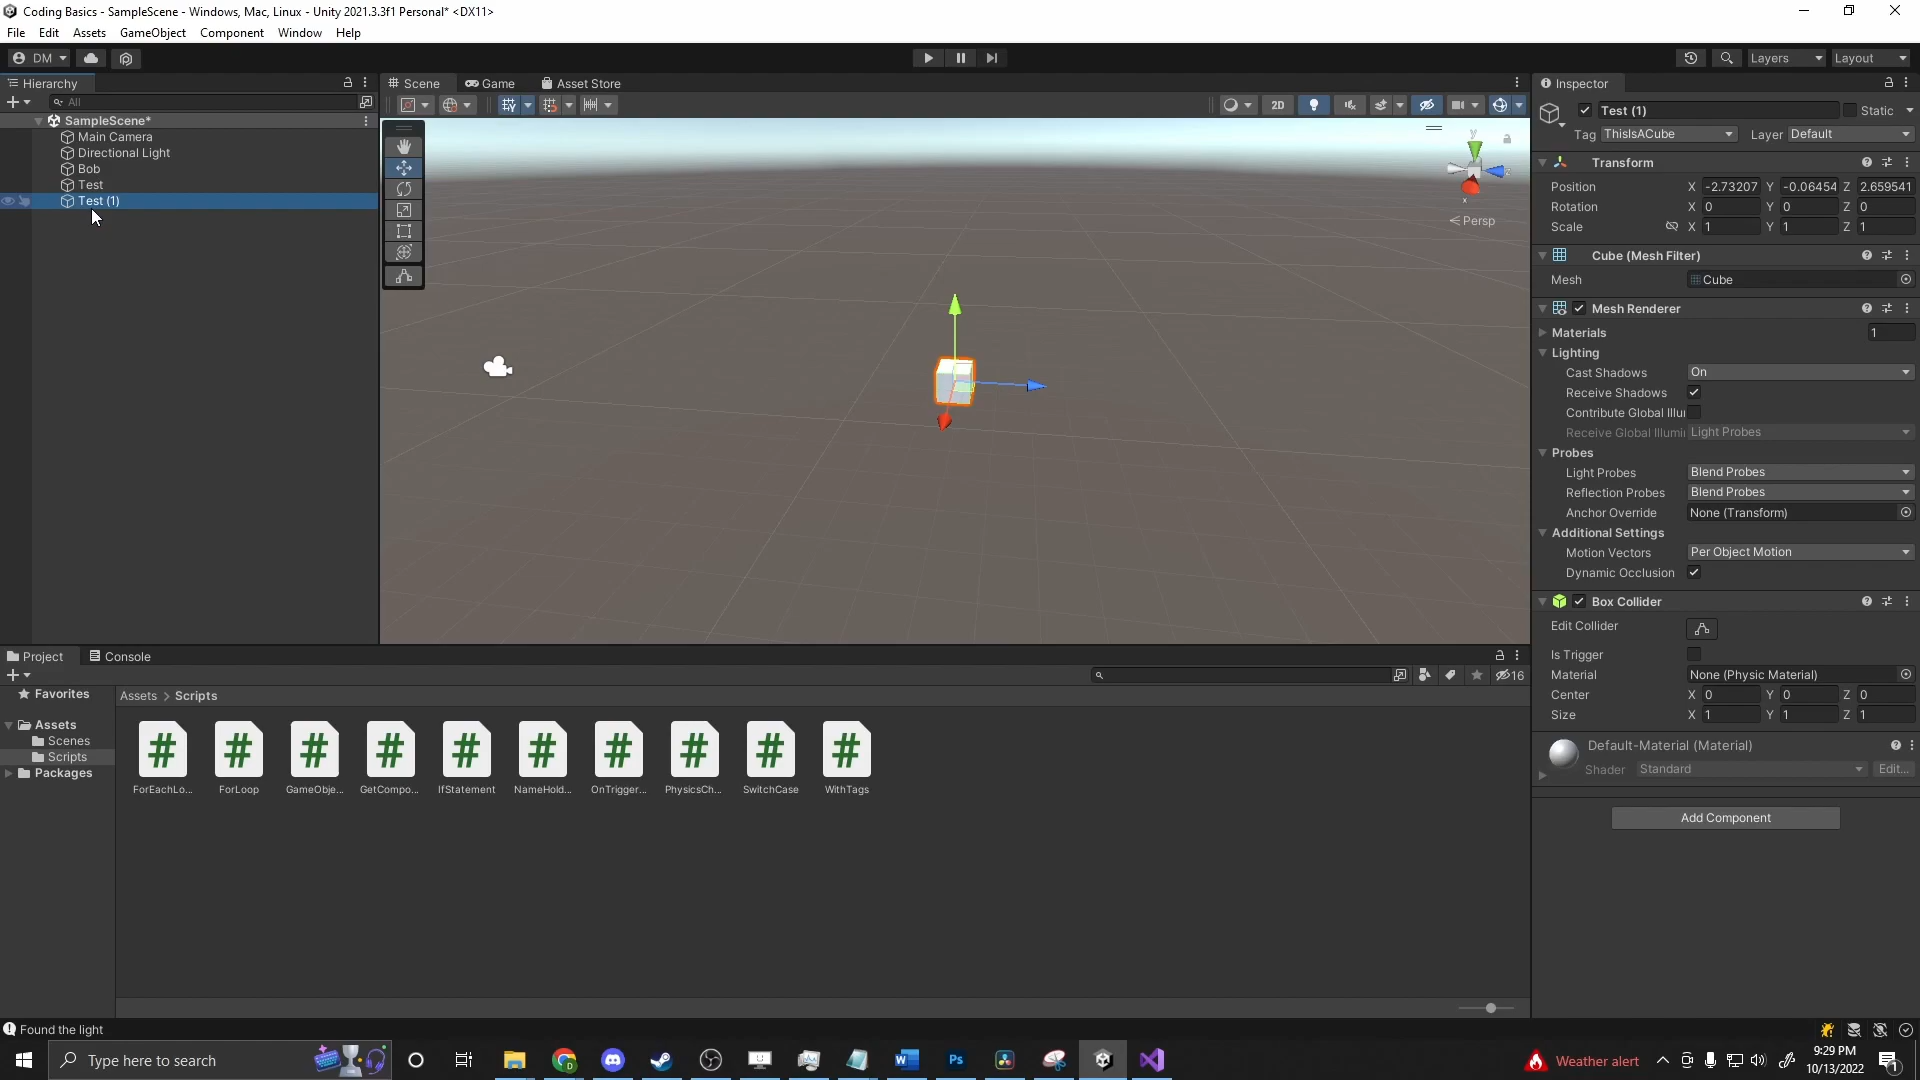 Coding Basics - SampleScene - Windows, Mac, Linux - Unity 2021.3.3f1 Personal* <DX11>
File Edit Assets GameObject Component Window Help
DM
Layers Layout
Hierarchy
All
SampleScene*
Main Camera
Directional Light
Bob
Test
Test (1)
Scene Game Asset Store
2D
y
z
x
Persp
Inspector
Test (1) Static
Tag ThisIsACube Layer Default
Transform
Position X -2.73207 Y -0.06454 Z 2.659541
Rotation X 0 Y 0 Z 0
Scale X 1 Y 1 Z 1
Cube (Mesh Filter)
Mesh Cube
Mesh Renderer
Materials 1
Lighting
Cast Shadows On
Receive Shadows
Contribute Global Illui
Receive Global Illumi Light Probes
Probes
Light Probes Blend Probes
Reflection Probes Blend Probes
Anchor Override None (Transform)
Additional Settings
Motion Vectors Per Object Motion
Dynamic Occlusion
Box Collider
Edit Collider
Is Trigger
Material None (Physic Material)
Center X 0 Y 0 Z 0
Size X 1 Y 1 Z 1
Default-Material (Material)
Shader Standard Edit...
Add Component
Project Console
16
Favorites
Assets
Scenes
Scripts
Packages
Assets > Scripts
ForEachLo... ForLoop GameObje... GetCompo... IfStatement NameHold... OnTrigger... PhysicsCh... SwitchCase WithTags
Found the light
Type here to search
Weather alert
9:29 PM
10/13/2022
1